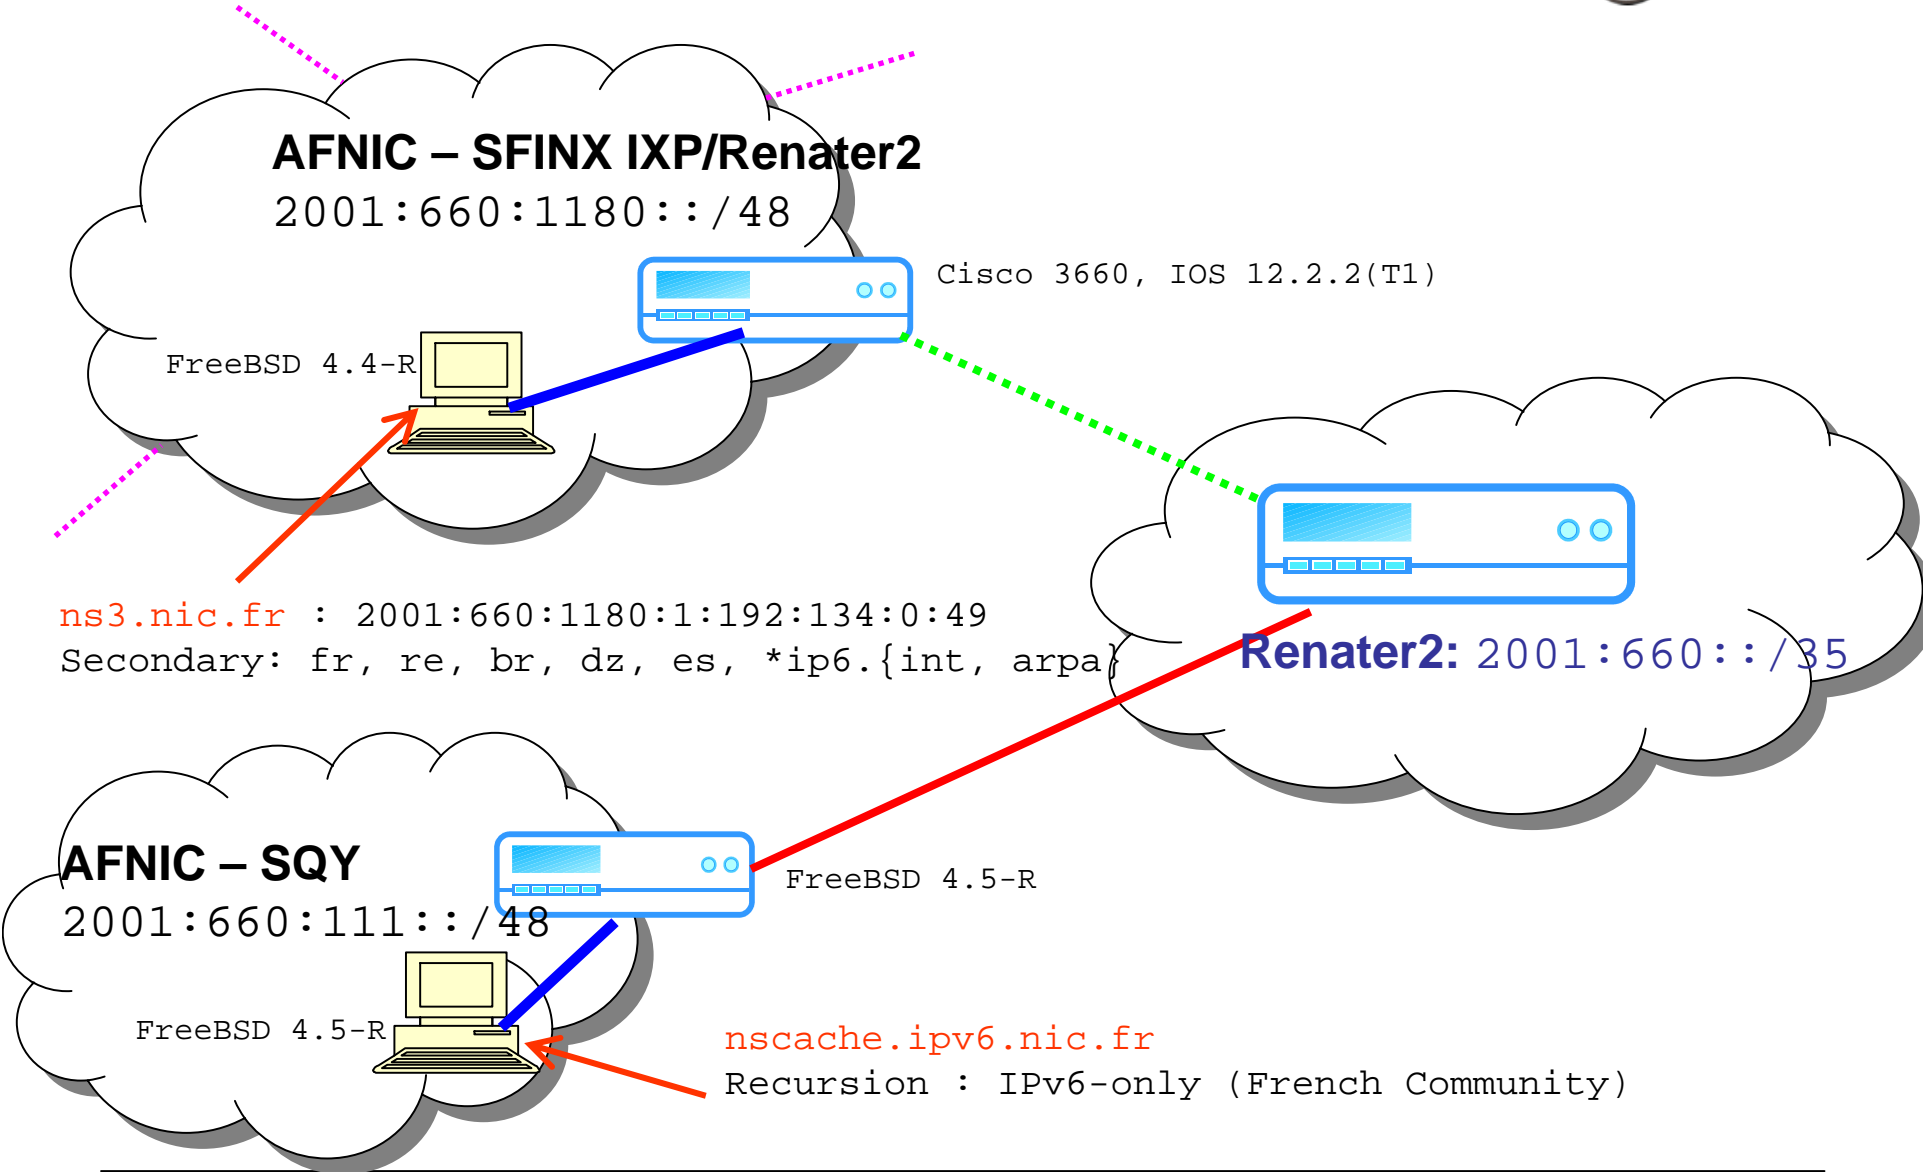 AFNIC – SFINX IXP/Renater2
2001:660:1180::/48
Cisco 3660, IOS 12.2.2(T1)
FreeBSD 4.4-R
ns3.nic.fr : 2001:660:1180:1:192:134:0:49
Secondary: fr, re, br, dz, es, *ip6.{int, arpa}
Renater2: 2001:660::/35
AFNIC – SQY
2001:660:111::/48
FreeBSD 4.5-R
FreeBSD 4.5-R
nscache.ipv6.nic.fr
Recursion : IPv6-only (French Community)